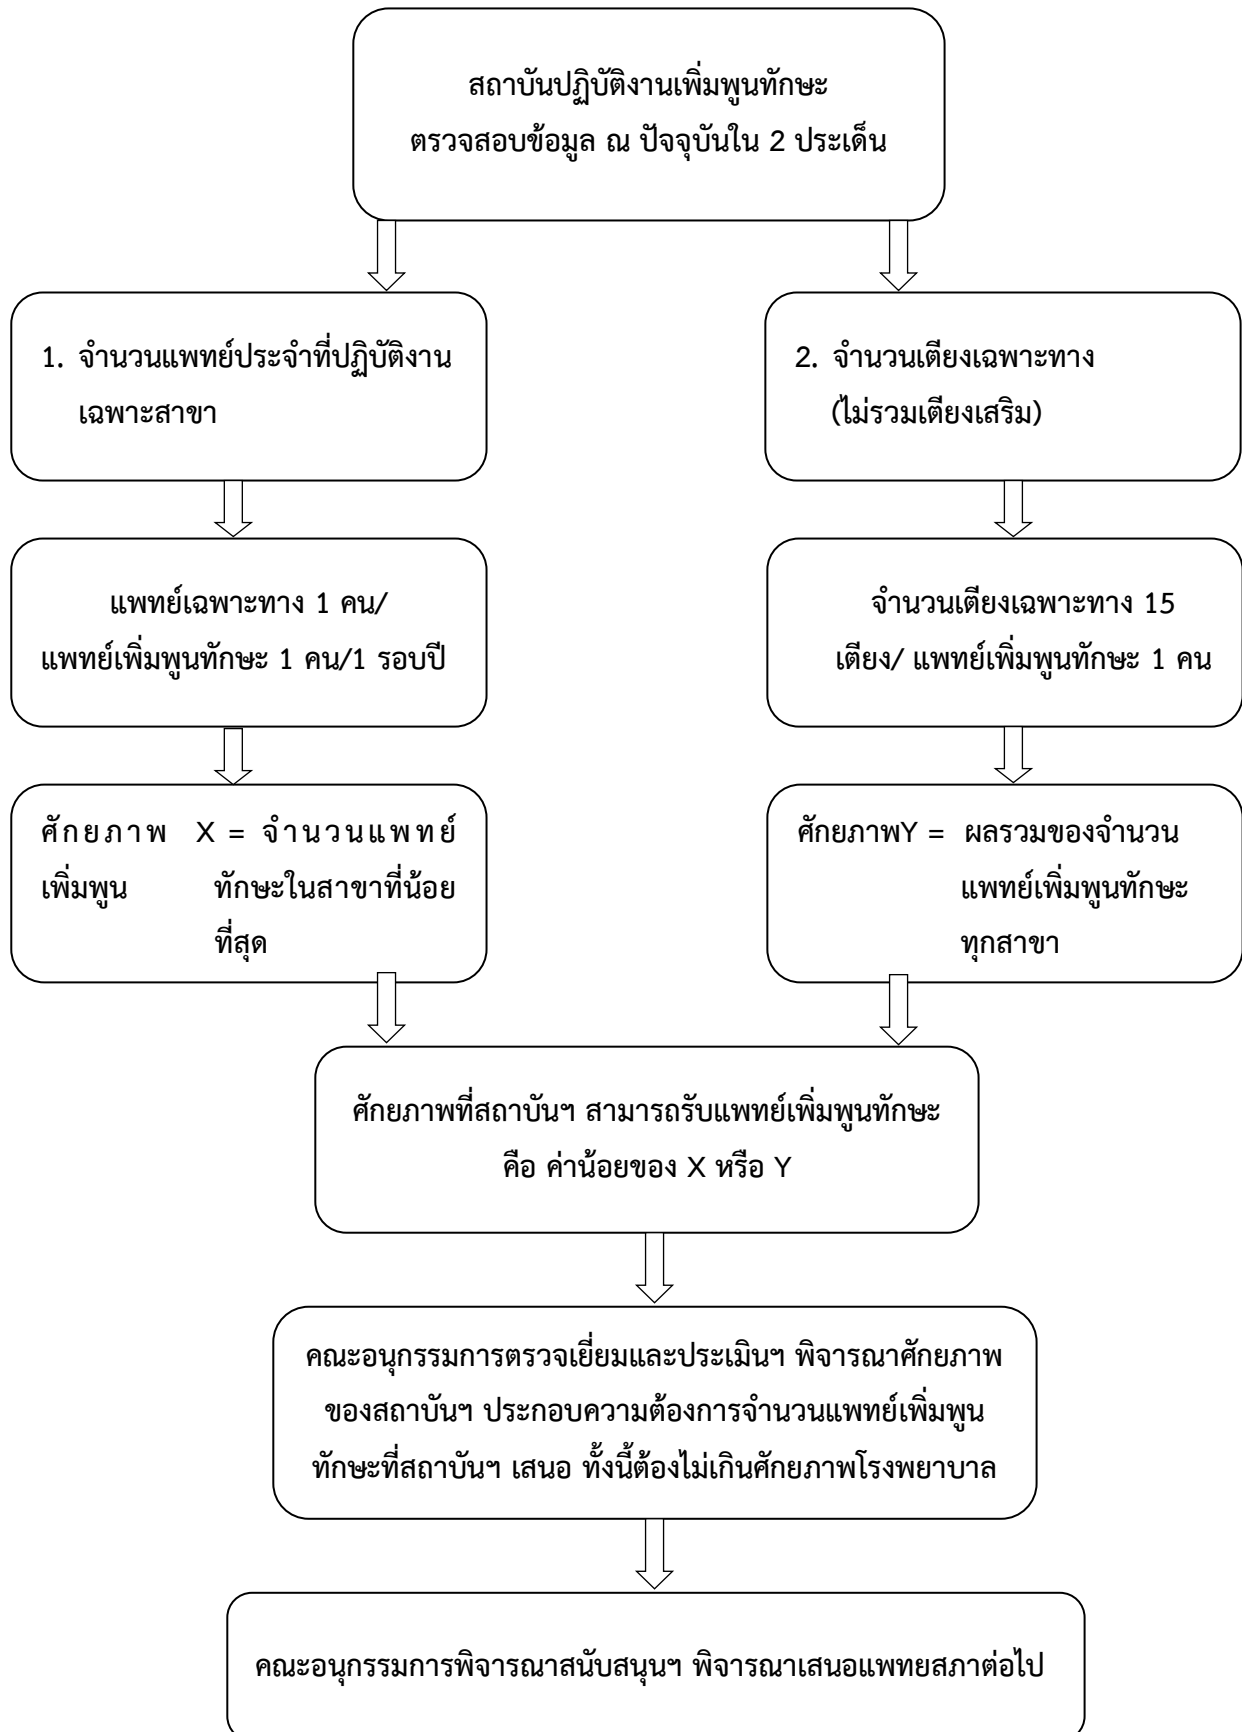 สถาบันปฏิบัติงานเพิ่มพูนทักษะ
ตรวจสอบข้อมูล ณ ปัจจุบันใน 2 ประเด็น
1. จำนวนแพทย์ประจำที่ปฏิบัติงาน
เฉพาะสาขา
2. จำนวนเตียงเฉพาะทาง
(ไม่รวมเตียงเสริม)
แพทย์เฉพาะทาง 1 คน/
แพทย์เพิ่มพูนทักษะ 1 คน/1 รอบปี
จำนวนเตียงเฉพาะทาง 15
เตียง/ แพทย์เพิ่มพูนทักษะ 1 คน
ศักยภาพ X = จำนวนแพทย์
เพิ่มพูน ทักษะในสาขาที่น้อย
ที่สุด
ศักยภาพY = ผลรวมของจำนวน
แพทย์เพิ่มพูนทักษะ
ทุกสาขา
ศักยภาพที่สถาบันฯ สามารถรับแพทย์เพิ่มพูนทักษะ
คือ ค่าน้อยของ X หรือ Y
คณะอนุกรรมการตรวจเยี่ยมและประเมินฯ พิจารณาศักยภาพ
ของสถาบันฯ ประกอบความต้องการจำนวนแพทย์เพิ่มพูน
ทักษะที่สถาบันฯ เสนอ ทั้งนี้ต้องไม่เกินศักยภาพโรงพยาบาล
คณะอนุกรรมการพิจารณาสนับสนุนฯ พิจารณาเสนอแพทยสภาต่อไป